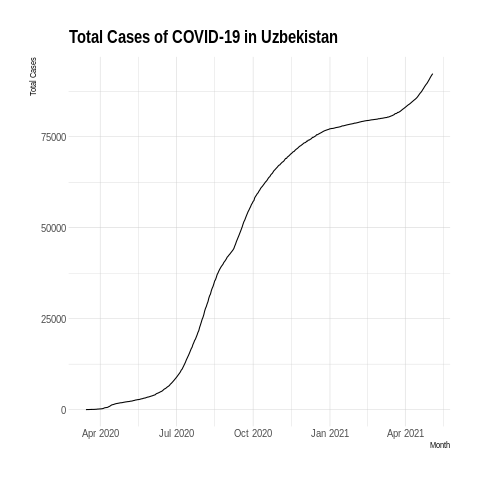 Total Cases of COVID-19 in Uzbekistan
Total Cases
75000
50000
25000
0
Apr 2020 Jul 2020 Oct 2020 Jan 2021 Apr 2021
Month